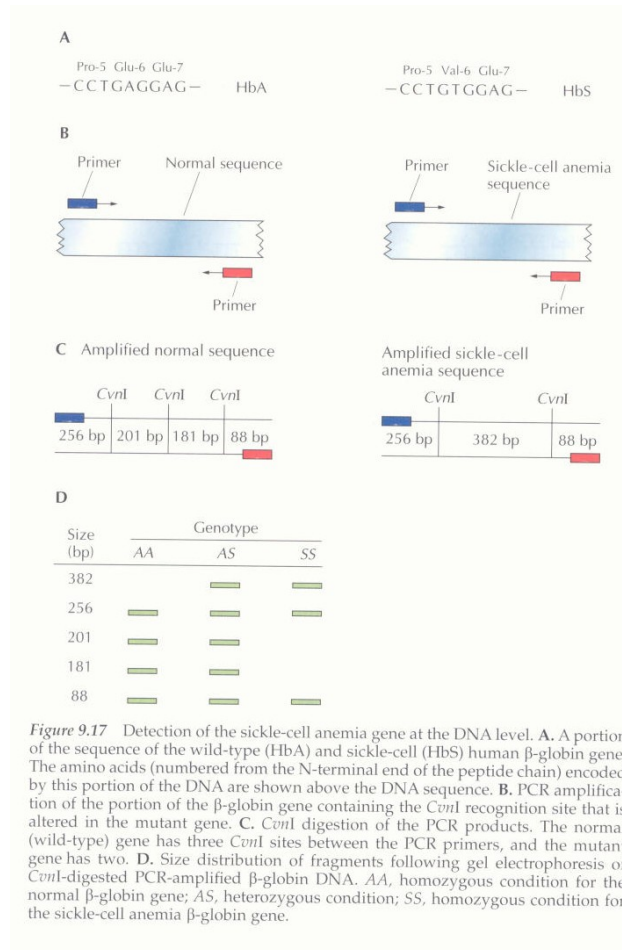 A
Pro-5 Glu-6 Glu-7
–CCTGAGGAG– HbA
Pro-5 Val-6 Glu-7
–CCTGTGGAG– HbS
B
Primer
Normal sequence
Primer
Primer
Sickle-cell anemia
sequence
Primer
C Amplified normal sequence
CvnI CvnI CvnI
256 bp 201 bp 181 bp 88 bp
Amplified sickle-cell
anemia sequence
CvnI CvnI
256 bp 382 bp 88 bp
D
Size
(bp)
Genotype
AA AS SS
382
256
201
181
88
Figure 9.17 Detection of the sickle-cell anemia gene at the DNA level. A. A portion
of the sequence of the wild-type (HbA) and sickle-cell (HbS) human β-globin gene
The amino acids (numbered from the N-terminal end of the peptide chain) encoded
by this portion of the DNA are shown above the DNA sequence. B. PCR amplifica-
tion of the portion of the β-globin gene containing the CvnI recognition site that is
altered in the mutant gene. C. CvnI digestion of the PCR products. The norma
(wild-type) gene has three CvnI sites between the PCR primers, and the mutan
gene has two. D. Size distribution of fragments following gel electrophoresis o
CvnI-digested PCR-amplified β-globin DNA. AA, homozygous condition for the
normal β-globin gene; AS, heterozygous condition; SS, homozygous condition for
the sickle-cell anemia β-globin gene.